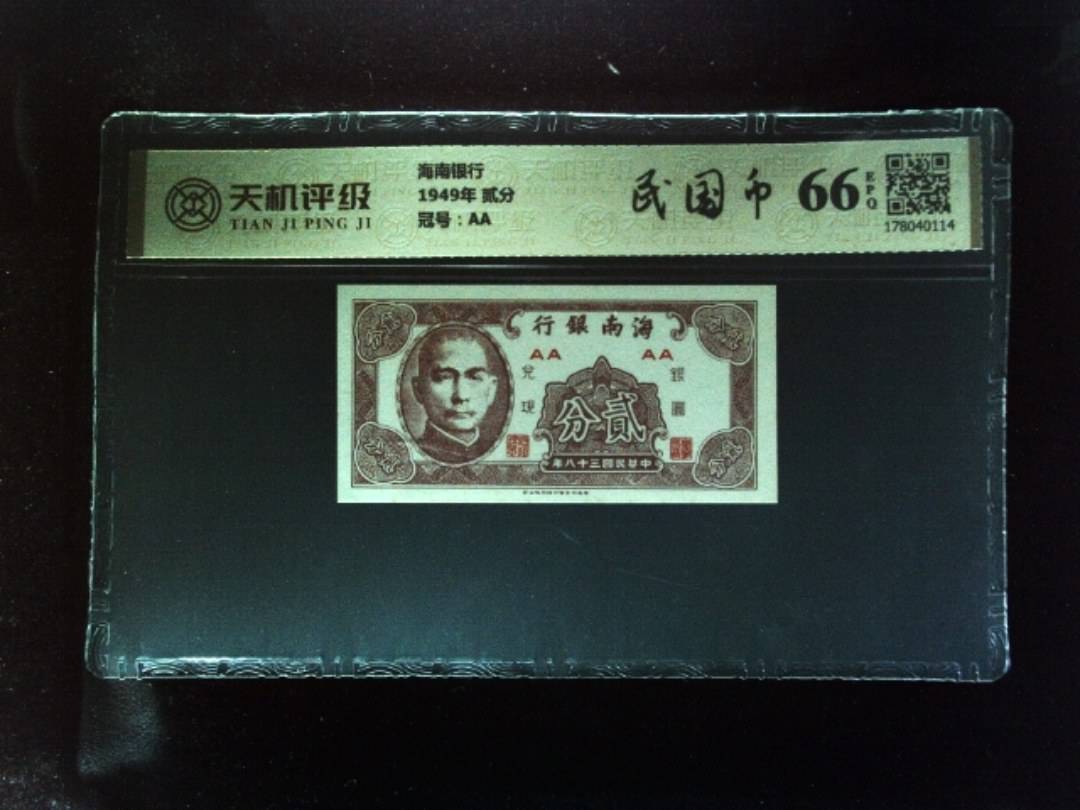 天机评级
TIAN JI PING JI
海南银行
1949年 贰分
冠号：AA
民国币
66
EPQ
178040114
行銀南海
AA AA
兌現
銀圓
分貳
年八十三國民華中